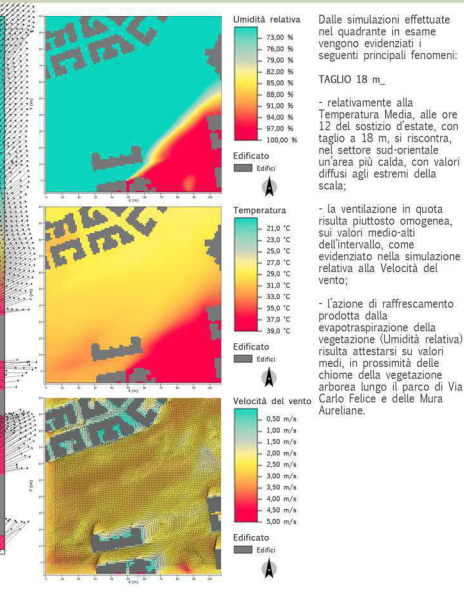 Umidità relativa
73,00 %
76,00 %
79,00 %
82,00 %
85,00 %
88,00 %
91,00 %
94,00 %
97,00 %
100,00 %
Edificato
Edifici
Temperatura
21,0 °C
23,0 °C
25,0 °C
27,0 °C
29,0 °C
31,0 °C
33,0 °C
35,0 °C
37,0 °C
39,0 °C
Edificato
Edifici
Velocità del vento
0,50 m/s
1,00 m/s
1,50 m/s
2,00 m/s
2,50 m/s
3,00 m/s
3,50 m/s
4,00 m/s
4,50 m/s
5,00 m/s
Edificato
Edifici
Dalle simulazioni effettuate
nel quadrante in esame
vengono evidenziati i
seguenti principali fenomeni:
TAGLIO 18 m_
- relativamente alla
Temperatura Media, alle ore
12 del sostizio d'estate, con
taglio a 18 m, si riscontra,
nel settore sud-orientale
un'area più calda, con valori
diffusi agli estremi della
scala;
- la ventilazione in quota
risulta piuttosto omogenea,
sui valori medio-alti
dell'intervallo, come
evidenziato nella simulazione
relativa alla Velocità del
vento;
- l'azione di raffrescamento
prodotta dalla
evapotraspirazione della
vegetazione (Umidità relativa)
risulta attestarsi su valori
medi, in prossimità delle
chiome della vegetazione
arborea lungo il parco di Via
Carlo Felice e delle Mura
Aureliane.